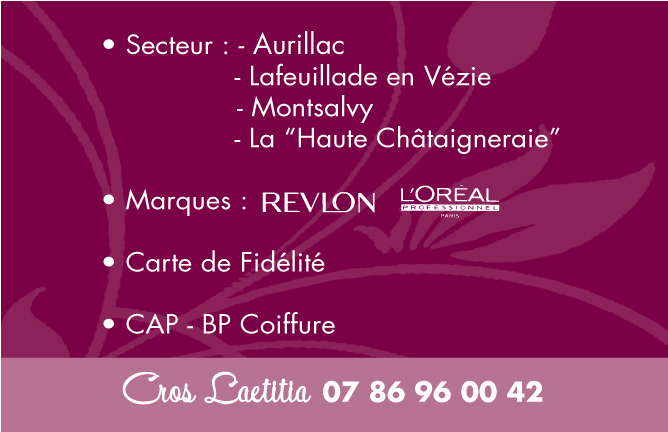 • Secteur : - Aurillac
- Lafeuillade en Vézie
- Montsalvy
- La “Haute Châtaigneraie”
• Marques : REVLON L'ORÉAL
PROFESSIONNEL
PARIS
• Carte de Fidélité
• CAP - BP Coiffure
Cros Laetitia 07 86 96 00 42